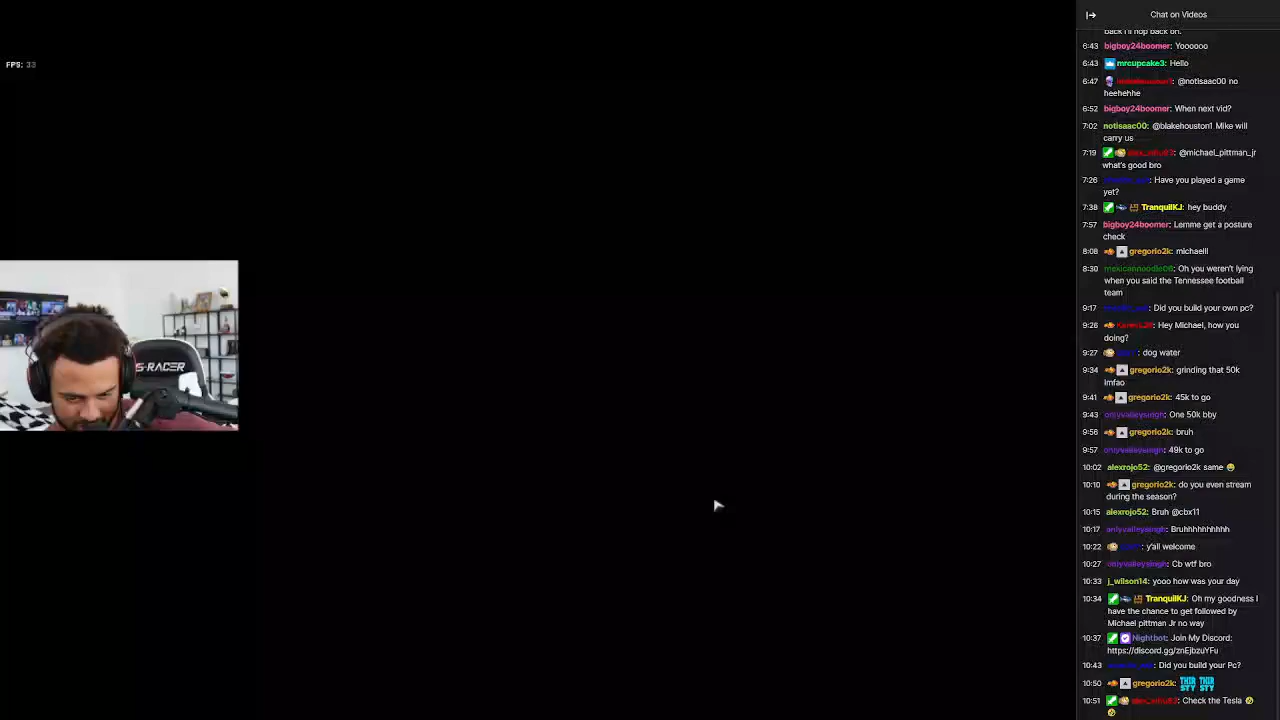 Chat on Videos
back I'll hop back on.
6:43 bigboy24boomer: Yoooooo
6:43 mrcupcake3: Hello
FPS: 33
6:47 @notisaac00 no
heehehhe
6:52 bigboy24boomer: When next vid?
7:02 notisaac00: @blakehouston1 Mike will
carry us
7:19 @michael_pittman_jr
what's good bro
7:26 Have you played a game
yet?
7:38 TranquilKJ: hey buddy
7:57 bigboy24boomer: Lemme get a posture
check
8:08 gregorio2k: michaelll
8:30 Oh you weren't lying
when you said the Tennessee football
team
9:17 Did you build your own pc?
9:26 Hey Michael, how you
doing?
9:27 : dog water
9:34 gregorio2k: grinding that 50k
lmfao
9:41 gregorio2k: 45k to go
9:43 onlyvalleysingh: One 50k bby
9:56 gregorio2k: bruh
9:57 onlyvalleysingh: 49k to go
10:02 alexrojo52: @gregorio2k same 😂
10:10 gregorio2k: do you even stream
during the season?
10:15 alexrojo52: Bruh @cbx11
10:17 onlyvalleysingh: Bruhhhhhhhhh
10:22 : y'all welcome
10:27 onlyvalleysingh: Cb wtf bro
10:33 j_wilson14: yooo how was your day
10:34 TranquilKJ: Oh my goodness I
have the chance to get followed by
Michael pittman Jr no way
10:37 Nightbot: Join My Discord:
https://discord.gg/znEjbzuYFu
10:43 Did you build your Pc?
10:50 gregorio2k: THIRSTY THIRSTY
10:51 Check the Tesla 🤣
🤣
S-RACER